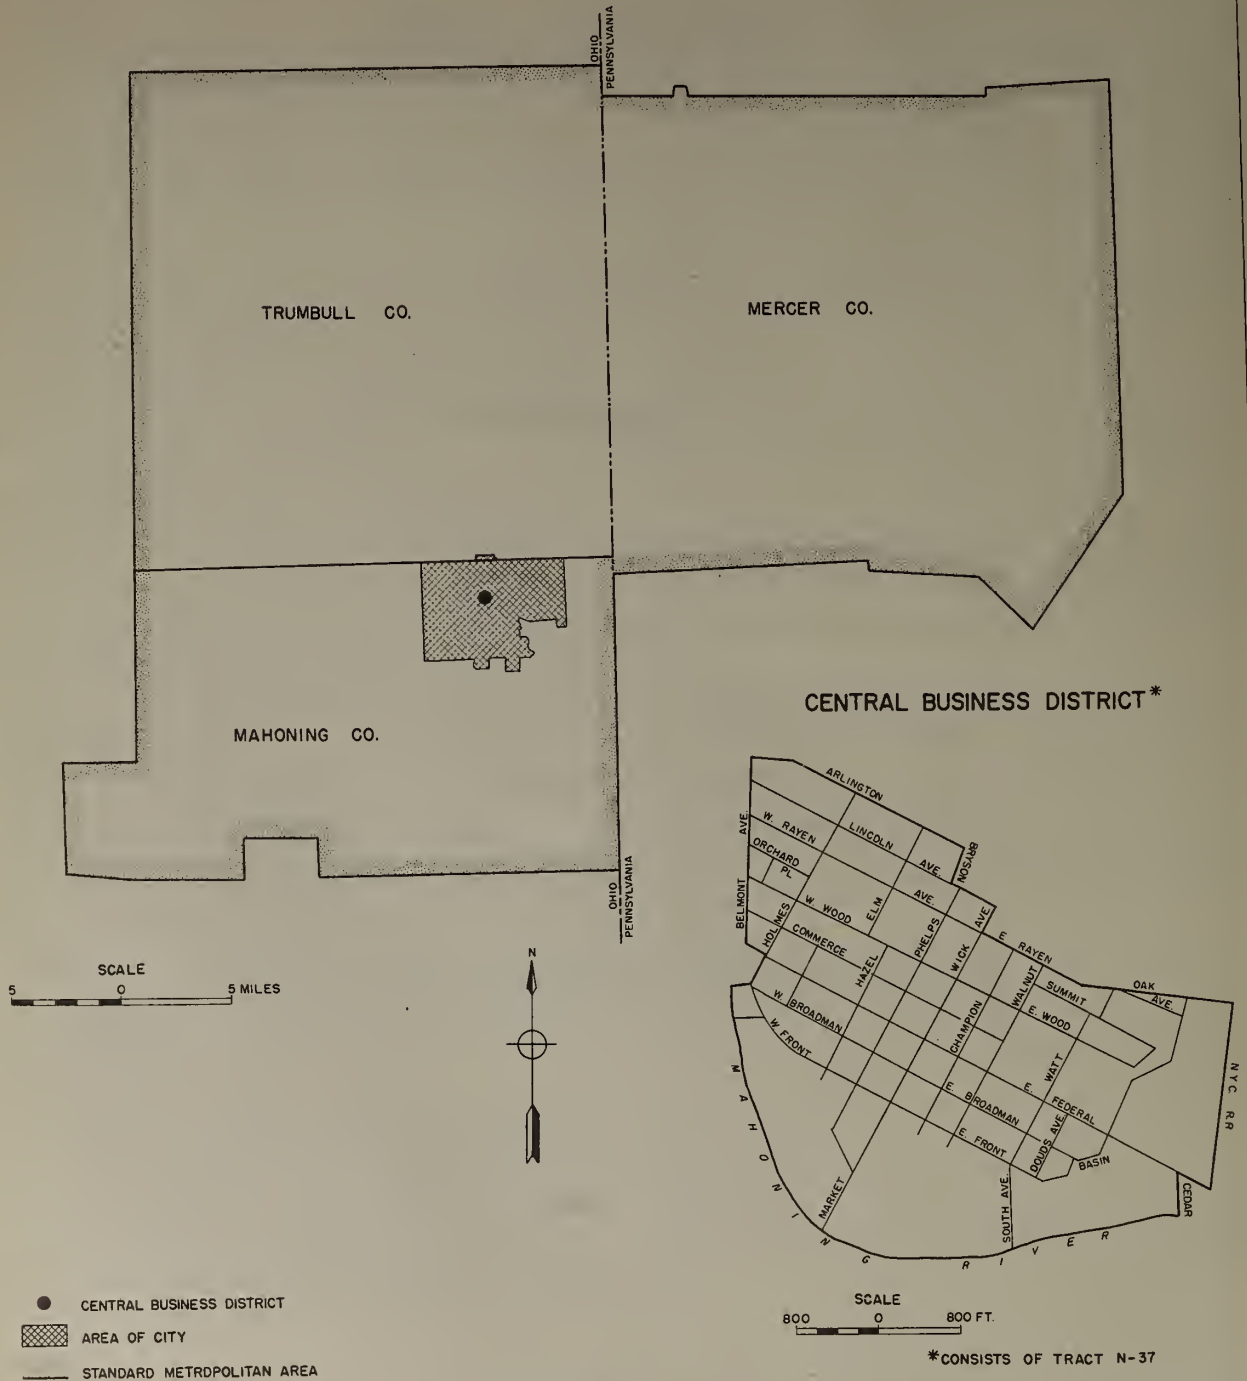 OHIO
PENNSYLVANIA
TRUMBULL CO.
MERCER CO.
MAHONING CO.
OHIO
PENNSYLVANIA
CENTRAL BUSINESS DISTRICT*
ARLINGTON
LINCOLN AVE.
BRYSON
W. RAYEN AVE.
E RAYEN
ORCHARD PL
BELMONT AVE.
HOLMES
W. WOOD
ELM
PHELPS
WICK AVE.
COMMERCE
HAZEL
WALNUT
SUMMIT
OAK AVE.
E. WOOD
CHAMPION
W BROADMAN
W FRONT
WATT
E. FEDERAL
E. BROADMAN
E FRONT
DOUDS AVE.
BASIN
MARKET
SOUTH AVE.
CEDAR
NYC RR
MAHONING RIVER
SCALE
5 0 5 MILES
N
SCALE
800 0 800 FT.
CENTRAL BUSINESS DISTRICT
AREA OF CITY
STANDARD METROPOLITAN AREA
*CONSISTS OF TRACT N-37